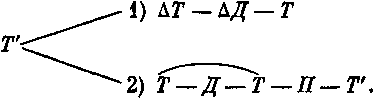 1) ΔТ — ΔД — Т
Т′
2) Т — Д — Т — П — Т′.